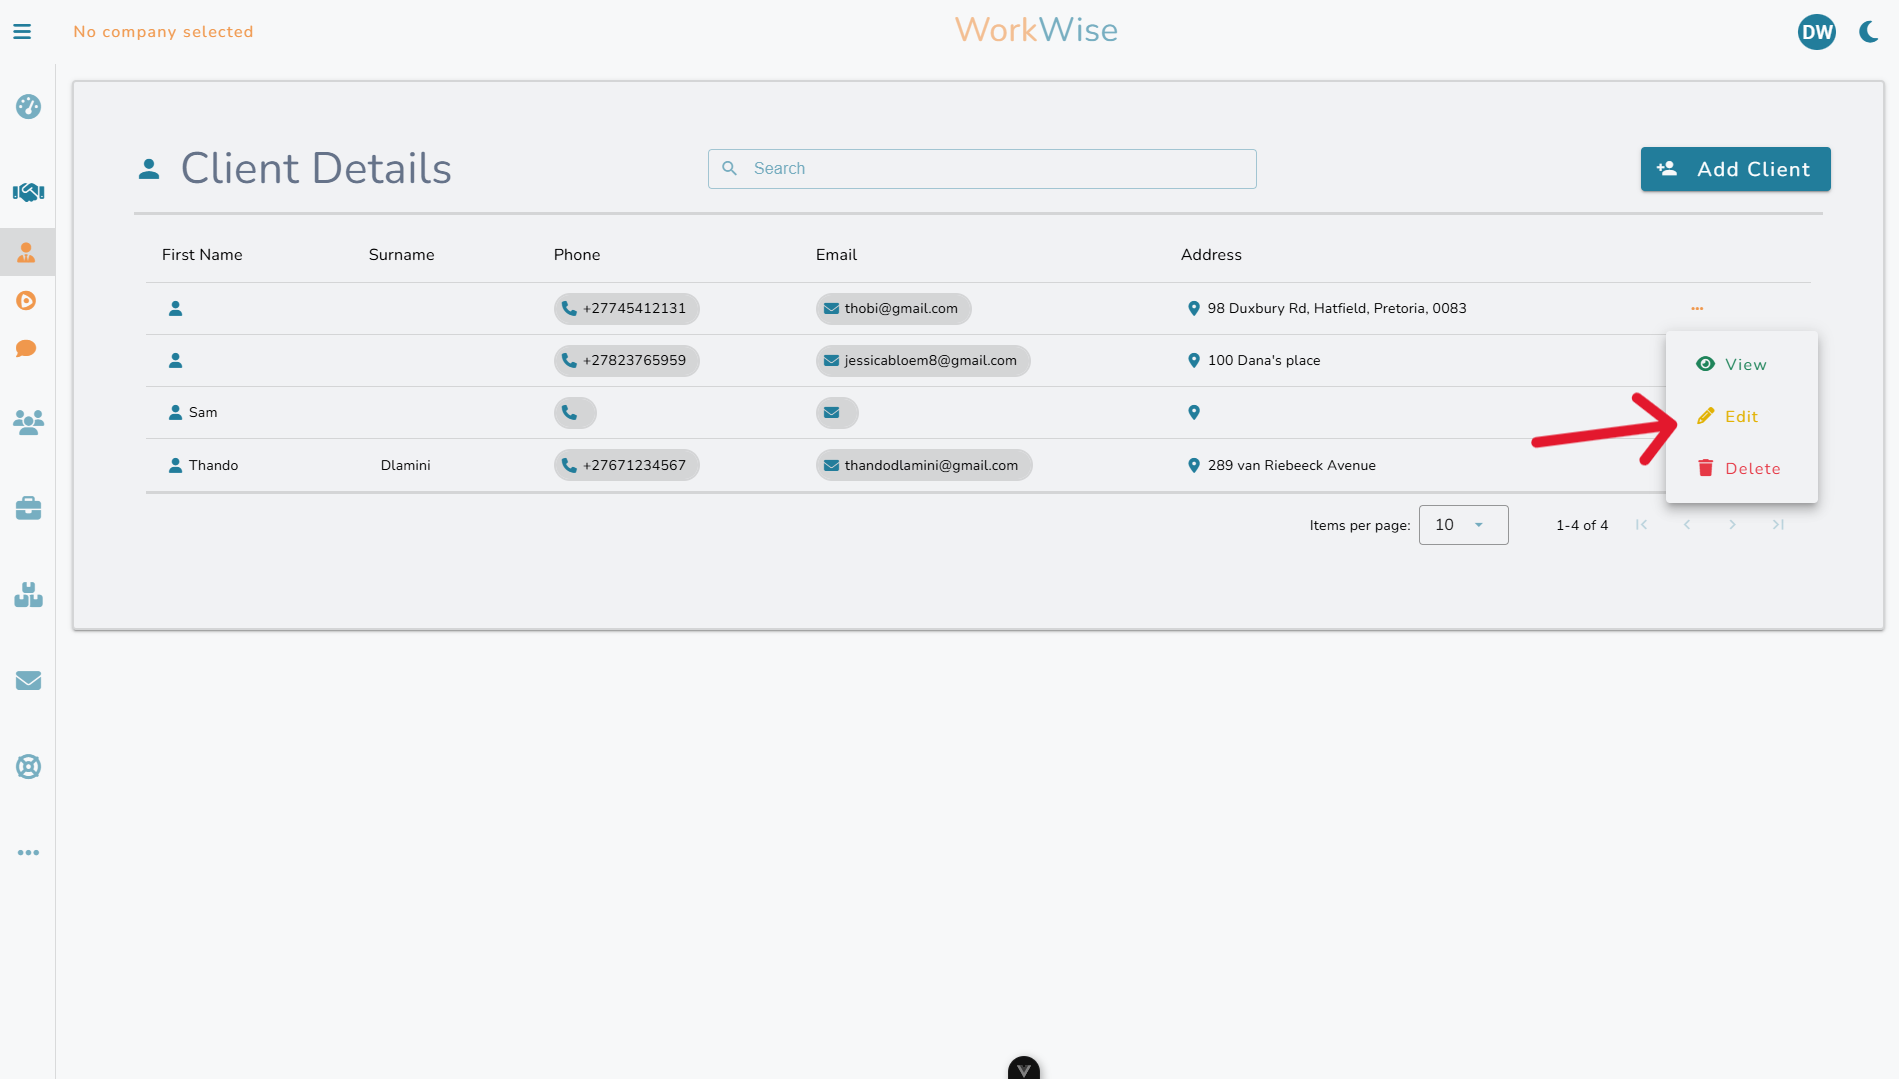 No company selected
WorkWise
DW
Client Details
Search
Add Client
First Name Surname Phone Email Address
+27745412131 thobi@gmail.com 98 Duxbury Rd, Hatfield, Pretoria, 0083
+27823765959 jessicabloem8@gmail.com 100 Dana's place
Sam
Thando Dlamini +27671234567 thandodlamini@gmail.com 289 van Riebeeck Avenue
View
Edit
Delete
Items per page: 10 1-4 of 4